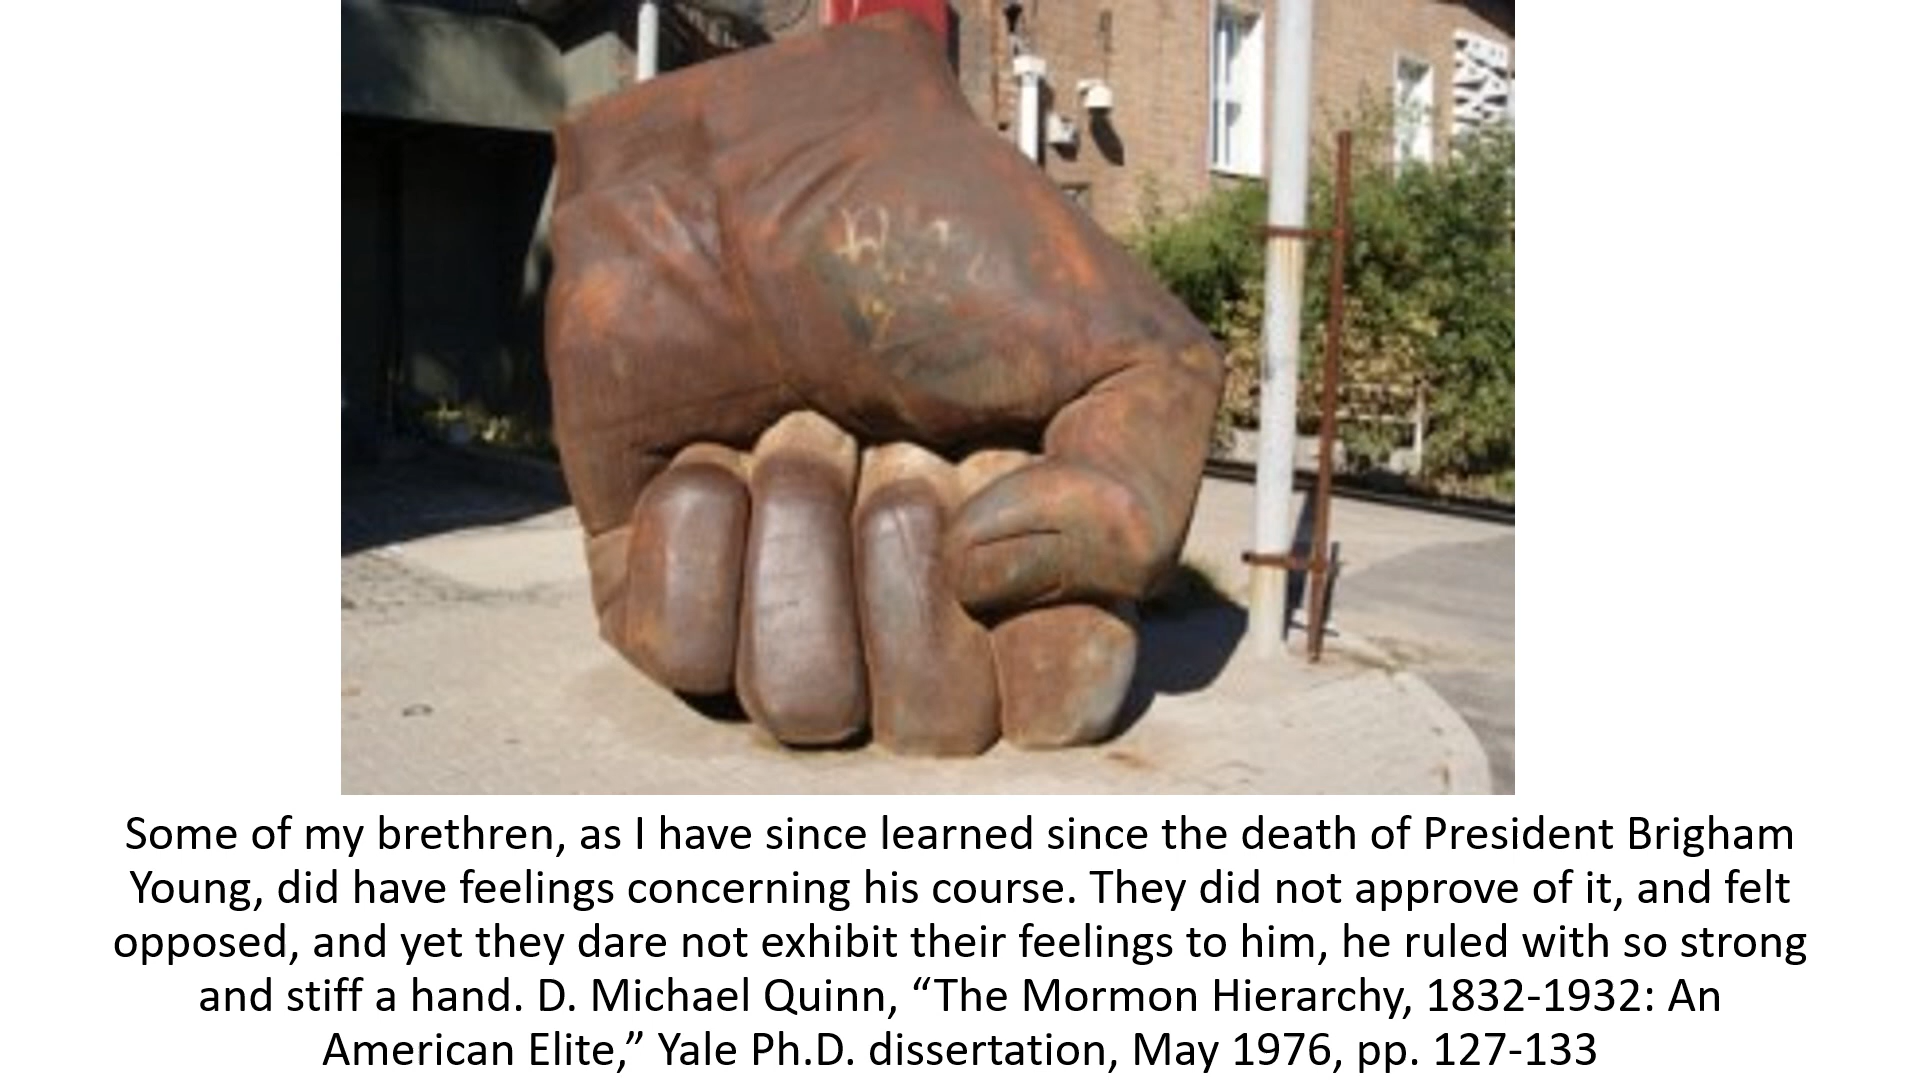 Some of my brethren, as I have since learned since the death of President Brigham
Young, did have feelings concerning his course. They did not approve of it, and felt
opposed, and yet they dare not exhibit their feelings to him, he ruled with so strong
and stiff a hand. D. Michael Quinn, “The Mormon Hierarchy, 1832-1932: An
American Elite,” Yale Ph.D. dissertation, May 1976, pp. 127-133